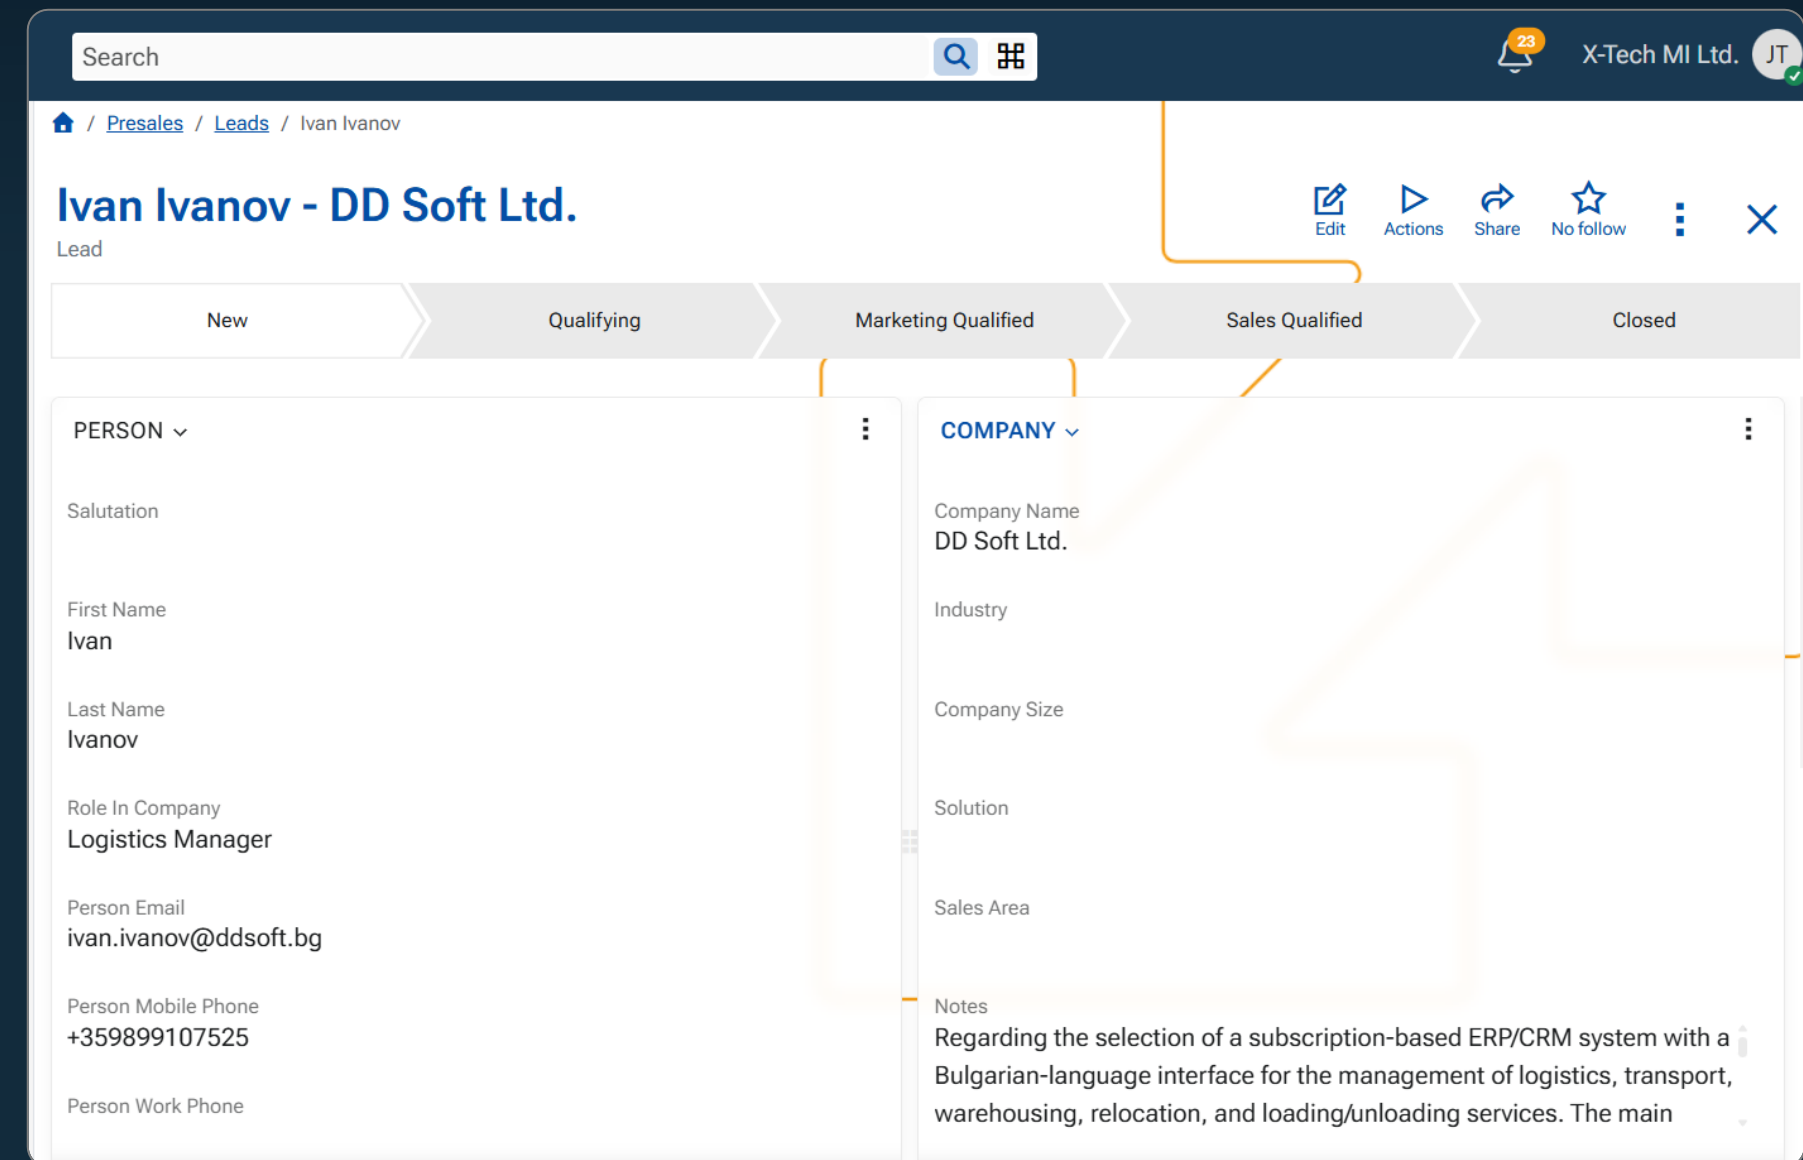 Search
23
X-Tech MI Ltd.
JT
/ Presales / Leads / Ivan Ivanov
Ivan Ivanov - DD Soft Ltd.
Lead
Edit
Actions
Share
No follow
New
Qualifying
Marketing Qualified
Sales Qualified
Closed
PERSON
Salutation
First Name
Ivan
Last Name
Ivanov
Role In Company
Logistics Manager
Person Email
ivan.ivanov@ddsoft.bg
Person Mobile Phone
+359899107525
Person Work Phone
COMPANY
Company Name
DD Soft Ltd.
Industry
Company Size
Solution
Sales Area
Notes
Regarding the selection of a subscription-based ERP/CRM system with a
Bulgarian-language interface for the management of logistics, transport,
warehousing, relocation, and loading/unloading services. The main